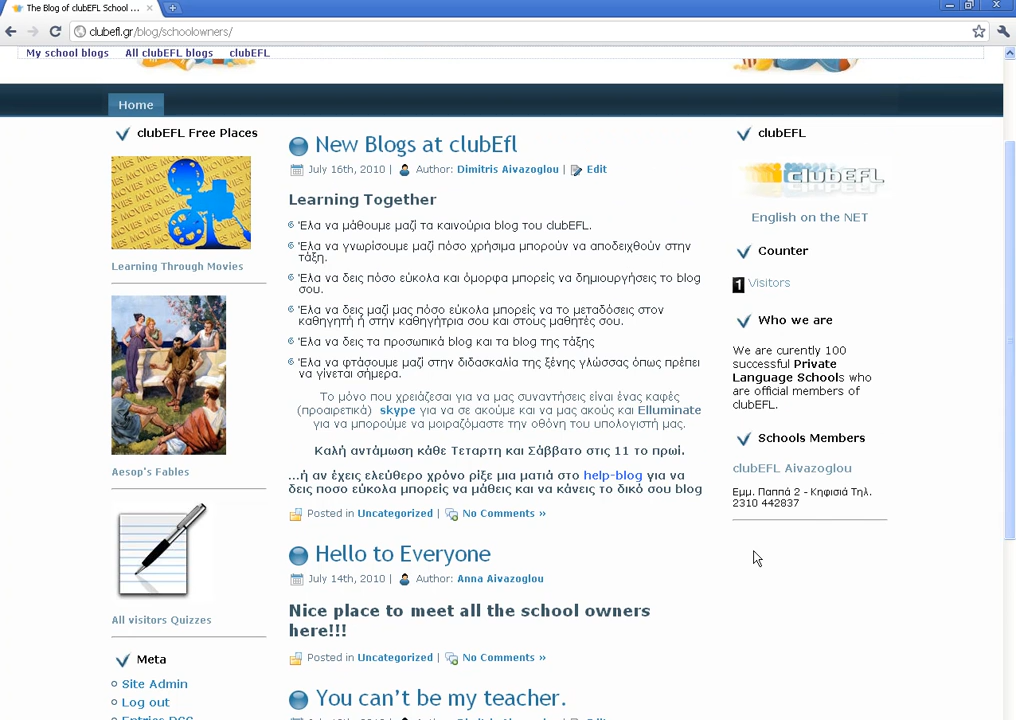 The Blog of clubEFL School ...
clubefl.gr/blog/schoolowners/
My school blogs All clubEFL blogs clubEFL
Home
clubEFL Free Places
MOVIES
Learning Through Movies
Aesop's Fables
All visitors Quizzes
Meta
Site Admin
Log out
Entries RSS
New Blogs at clubEfl
July 16th, 2010 | Author: Dimitris Aivazoglou | Edit
Learning Together
'Ελα να μάθουμε μαζί τα καινούρια blog του clubEFL.
'Ελα να γνωρίσουμε μαζί πόσο χρήσιμα μπορούν να αποδειχθούν στην
τάξη.
'Ελα να δεις πόσο εύκολα και όμορφα μπορείς να δημιουργήσεις το blog
σου.
'Ελα να δεις μαζί μας πόσο εύκολα μπορείς να το μεταδόσεις στον
καθηγητή ή στην καθηγήτρια σου και στους μαθητές σου.
'Ελα να δεις τα προσωπικά blog και τα blog της τάξης
'Ελα να φτάσουμε μαζί στην διδασκαλία της ξένης γλώσσας όπως πρέπει
να γίνεται σήμερα.
Το μόνο που χρειάζεσαι για να μας συναντήσεις είναι ένας καφές
(προαιρετικά) skype για να σε ακούμε και να μας ακούς και Elluminate
για να μπορούμε να μοιραζόμαστε την οθόνη του υπολογιστή μας.
Καλή αντάμωση κάθε Τεταρτη και Σάββατο στις 11 το πρωί.
...ή αν έχεις ελεύθερο χρόνο ρίξε μια ματιά στο help-blog για να
δεις ποσο εύκολα μπορείς να μάθεις και να κάνεις το δικό σου blog
Posted in Uncategorized | No Comments »
Hello to Everyone
July 14th, 2010 | Author: Anna Aivazoglou
Nice place to meet all the school owners
here!!!
Posted in Uncategorized | No Comments »
You can't be my teacher.
clubEFL
clubEFL
English on the NET
Counter
1 Visitors
Who we are
We are curently 100
successful Private
Language Schools who
are official members of
clubEFL.
Schools Members
clubEFL Aivazoglou
Εμμ. Παππά 2 - Κηφισιά Τηλ.
2310 442837